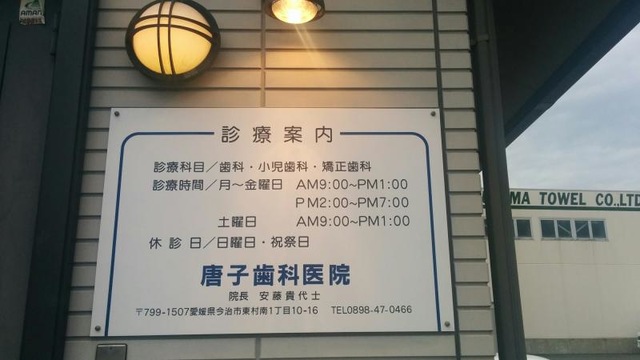 診療案内
診療科目／歯科・小児歯科・矯正歯科
診療時間／月～金曜日 AM9:00~PM1:00
PM2:00~PM7:00
土曜日 AM9:00~PM1:00
休診日／日曜日・祝祭日
唐子歯科医院
院長 安藤貴代士
〒799-1507愛媛県今治市東村南1丁目10-16 TEL0898-47-0466
MA TOWEL CO.,LTD